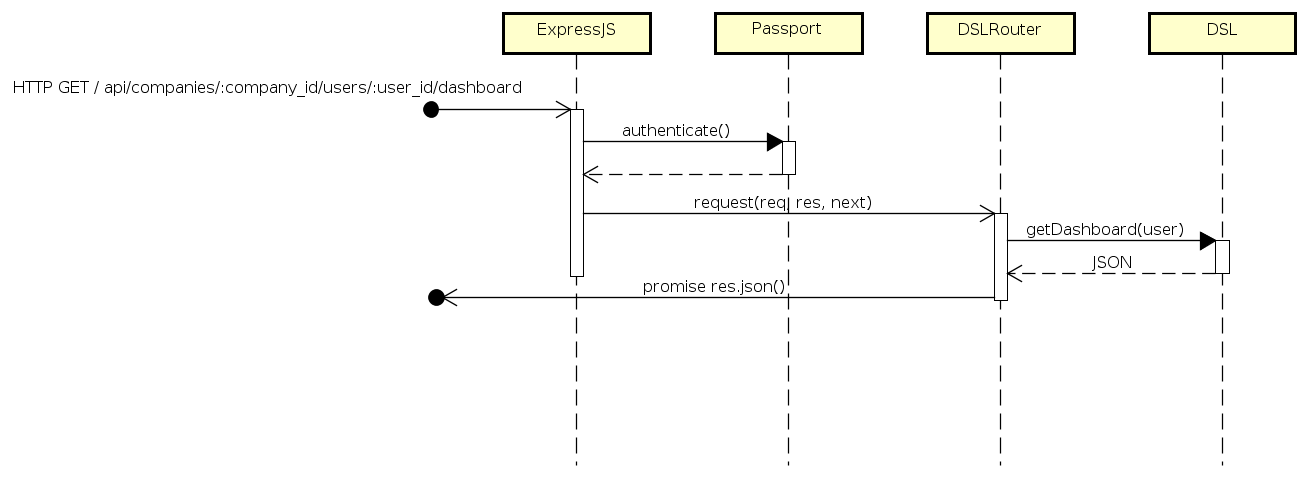 ExpressJS
Passport
DSLRouter
DSL
HTTP GET / api/companies/:company_id/users/:user_id/dashboard
authenticate()
request(req, res, next)
getDashboard(user)
JSON
promise res.json()